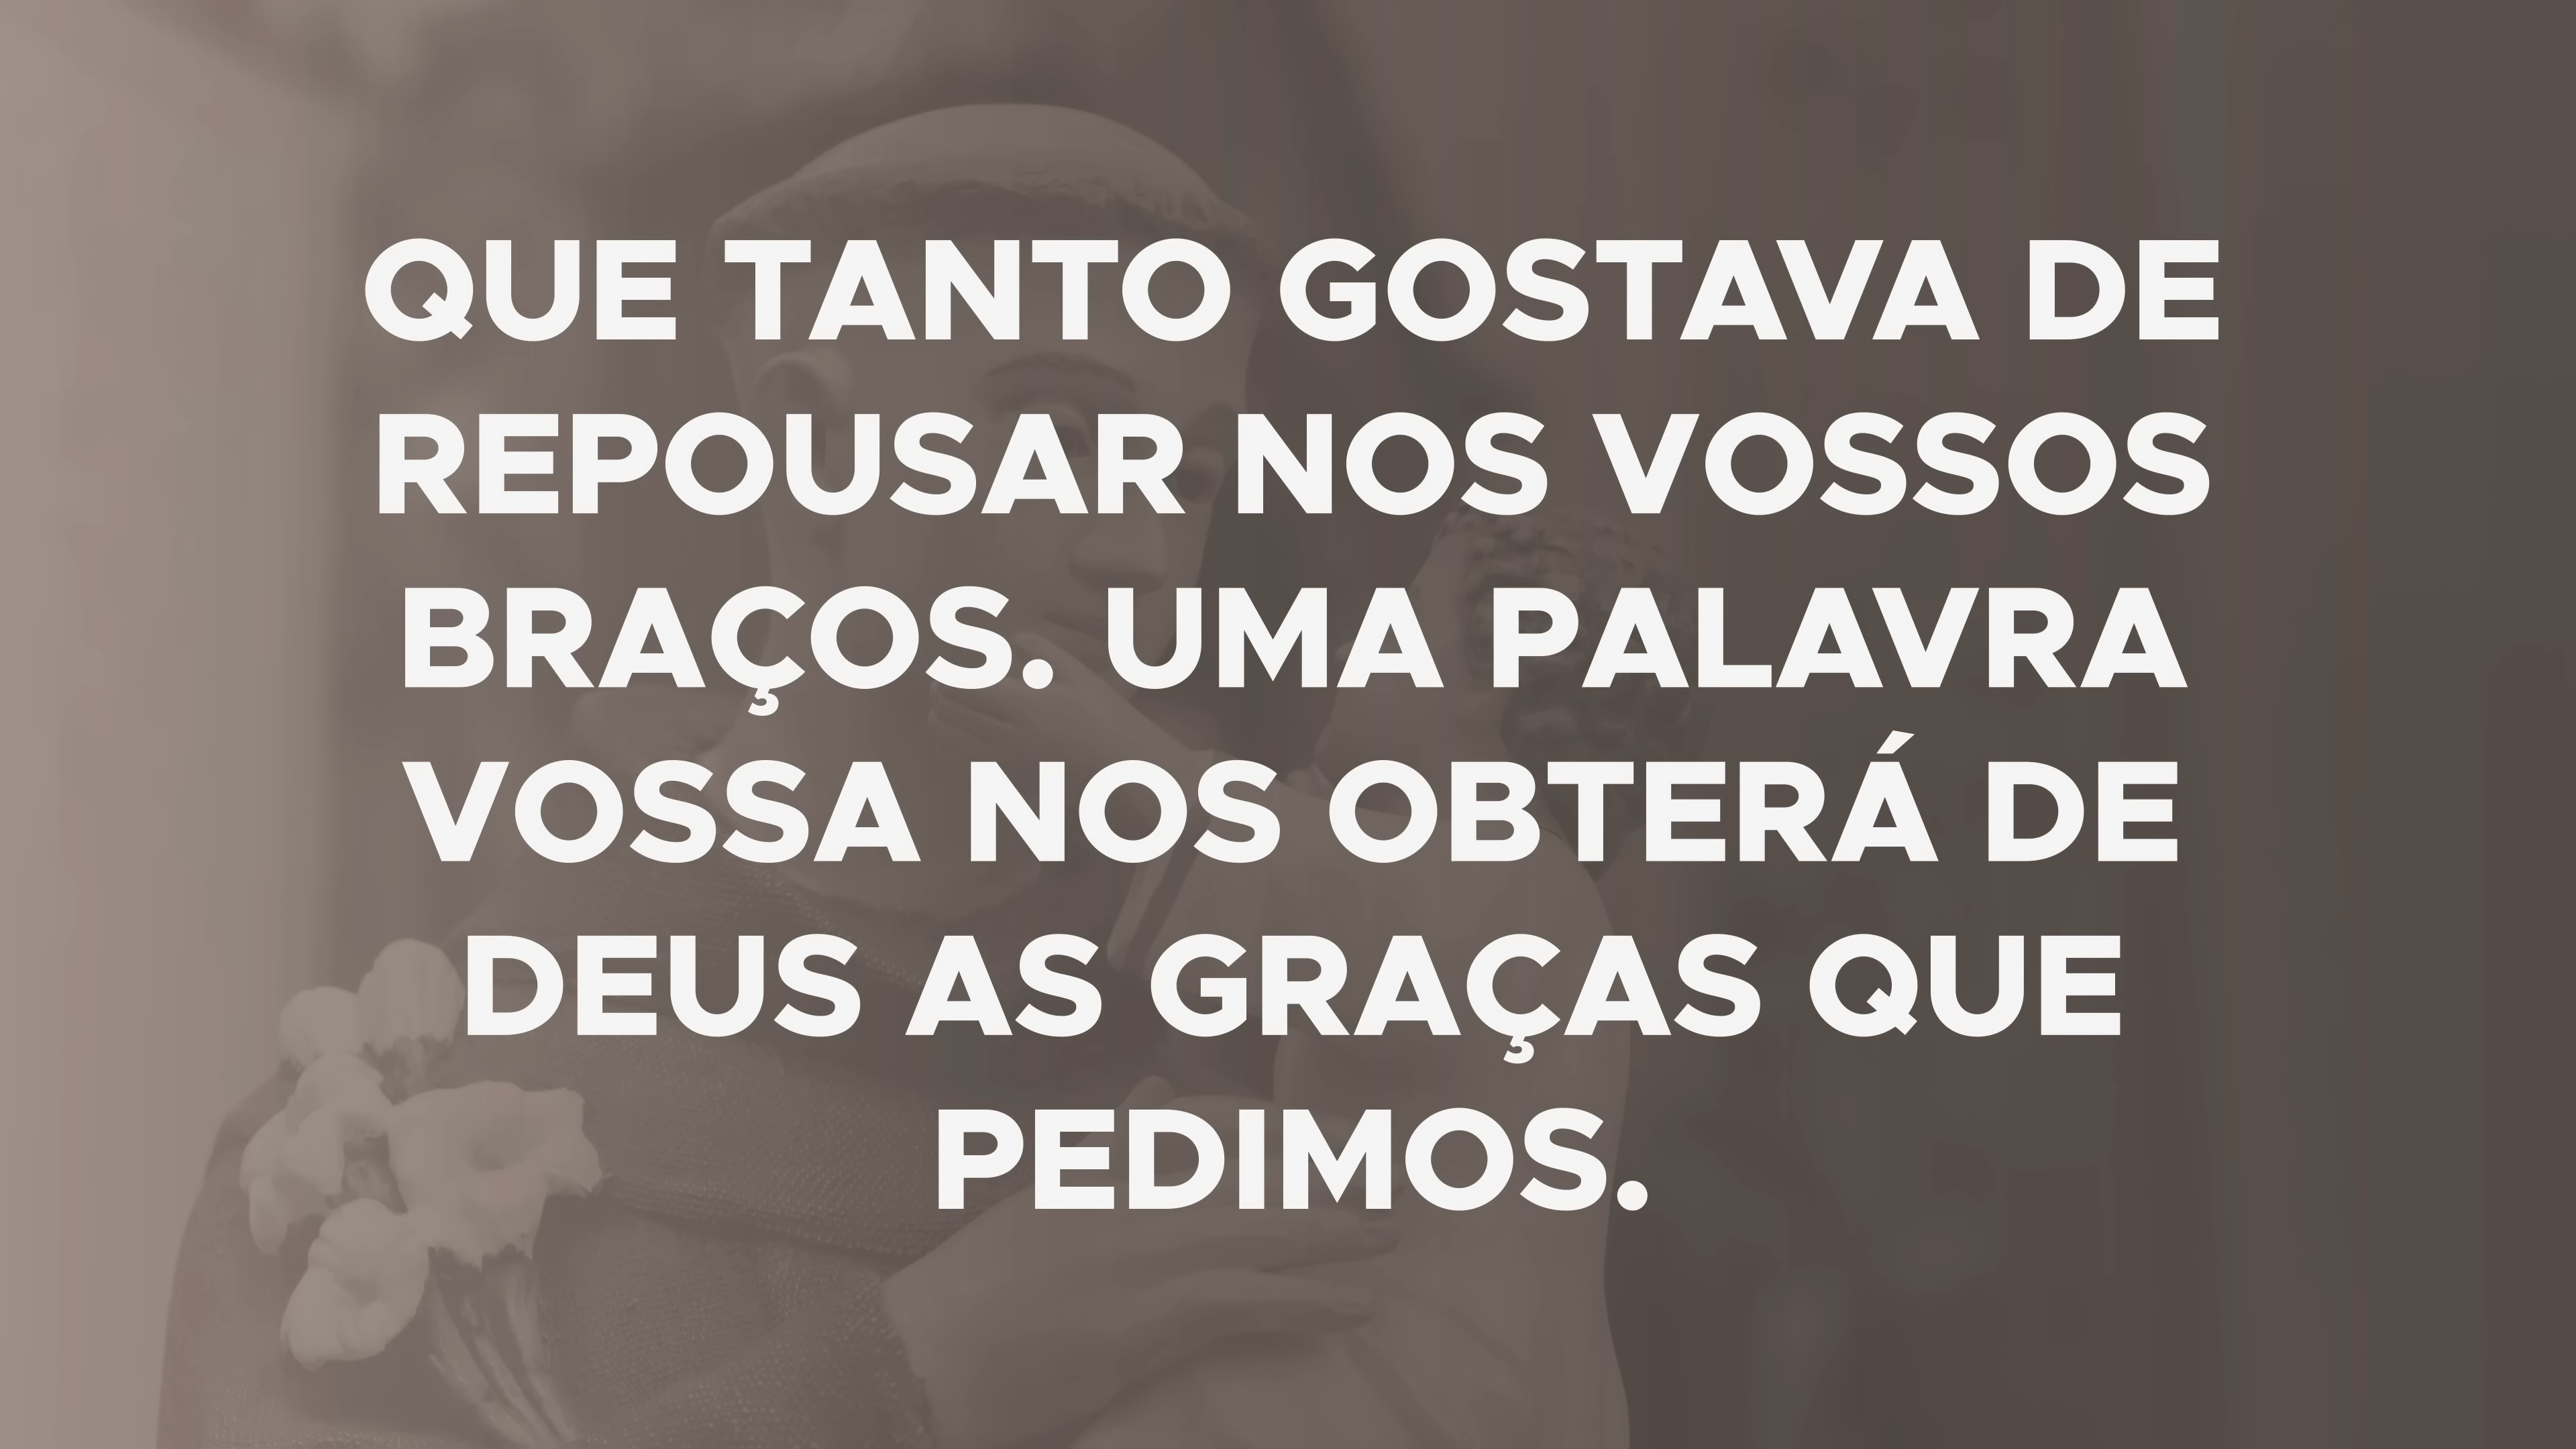 QUE TANTO GOSTAVA DE
REPOUSAR NOS VOSSOS
BRAÇOS. UMA PALAVRA
VOSSA NOS OBTERÁ DE
DEUS AS GRAÇAS QUE
PEDIMOS.